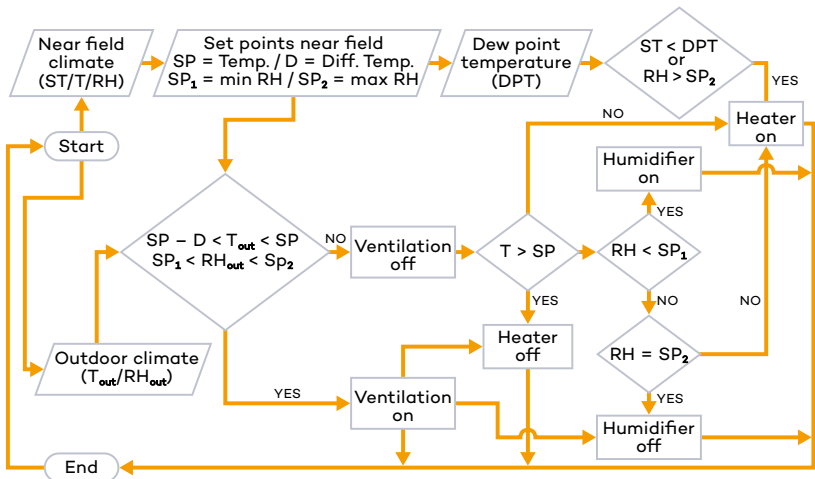 Near field
climate
(ST/T/RH)
Set points near field
SP = Temp. / D = Diff. Temp.
SP₁ = min RH / SP₂ = max RH
Dew point
temperature
(DPT)
ST < DPT
or
RH > SP₂
YES
Heater
on
NO
Start
Humidifier
on
YES
SP – D < Tout < SP
SP₁ < RHout < Sp₂
NO
Ventilation
off
T > SP
RH < SP₁
YES
NO
NO
Heater
off
RH = SP₂
Outdoor climate
(Tout/RHout)
YES
Ventilation
on
YES
Humidifier
off
End